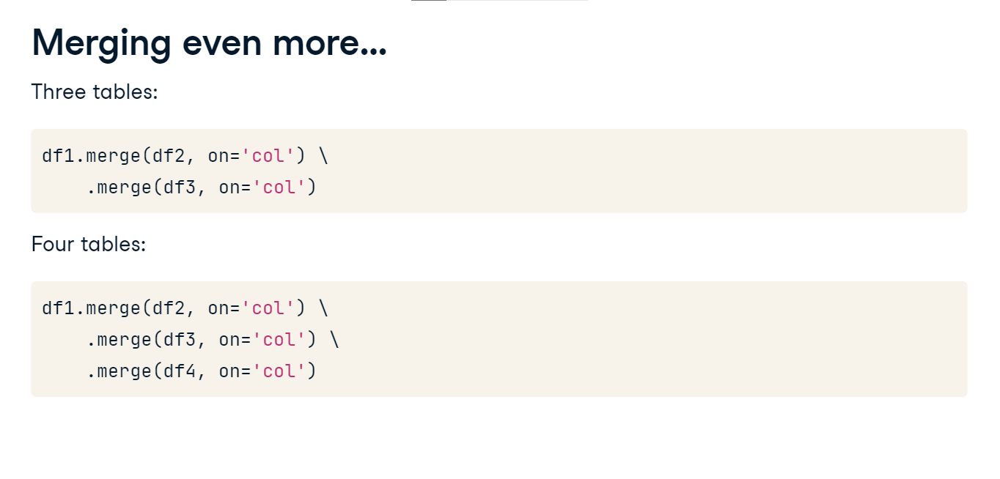 Merging even more...
Three tables:
df1.merge(df2, on='col') \
    .merge(df3, on='col')
Four tables:
df1.merge(df2, on='col') \
    .merge(df3, on='col') \
    .merge(df4, on='col')